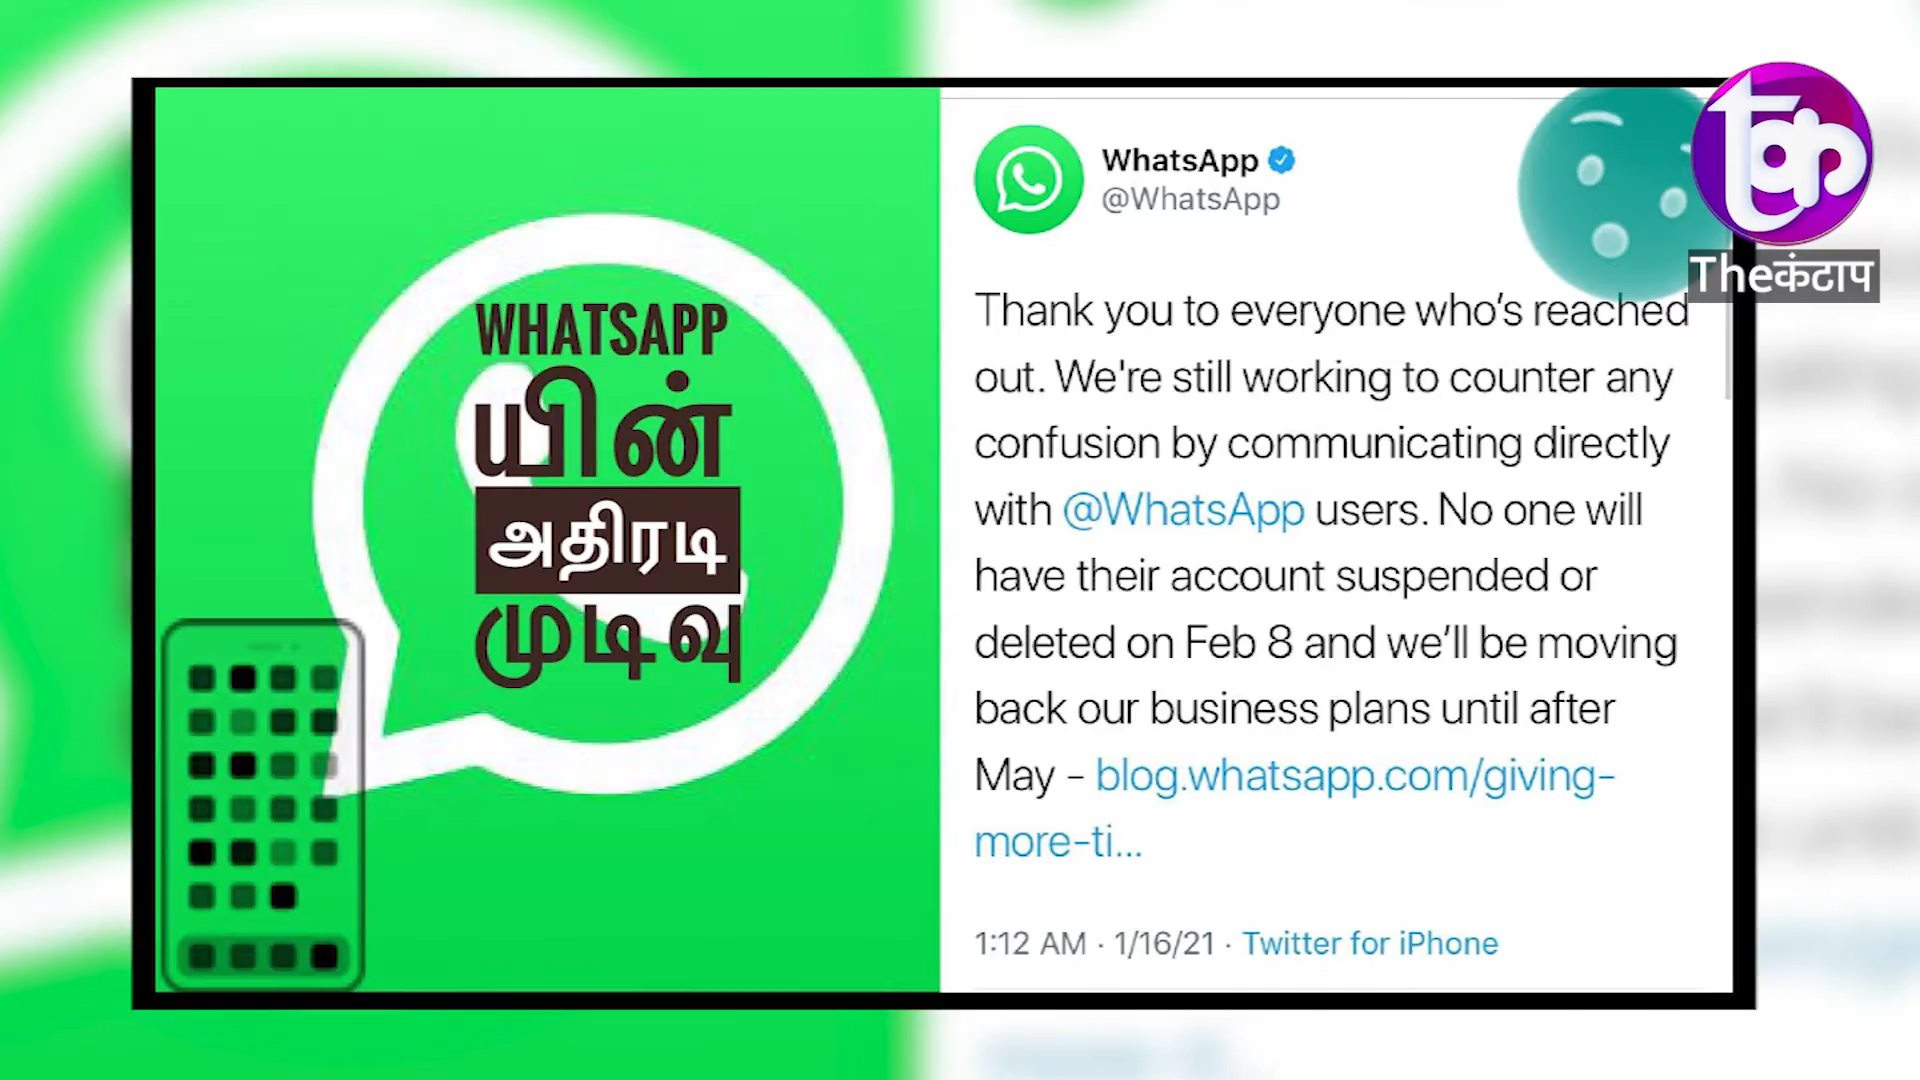 WHATSAPP
யின்
அதிரடி
முடிவு
WhatsApp
@WhatsApp
Thank you to everyone who’s reached
out. We're still working to counter any
confusion by communicating directly
with @WhatsApp users. No one will
have their account suspended or
deleted on Feb 8 and we’ll be moving
back our business plans until after
May - blog.whatsapp.com/giving-
more-ti...
1:12 AM · 1/16/21 · Twitter for iPhone
Theकंटाप